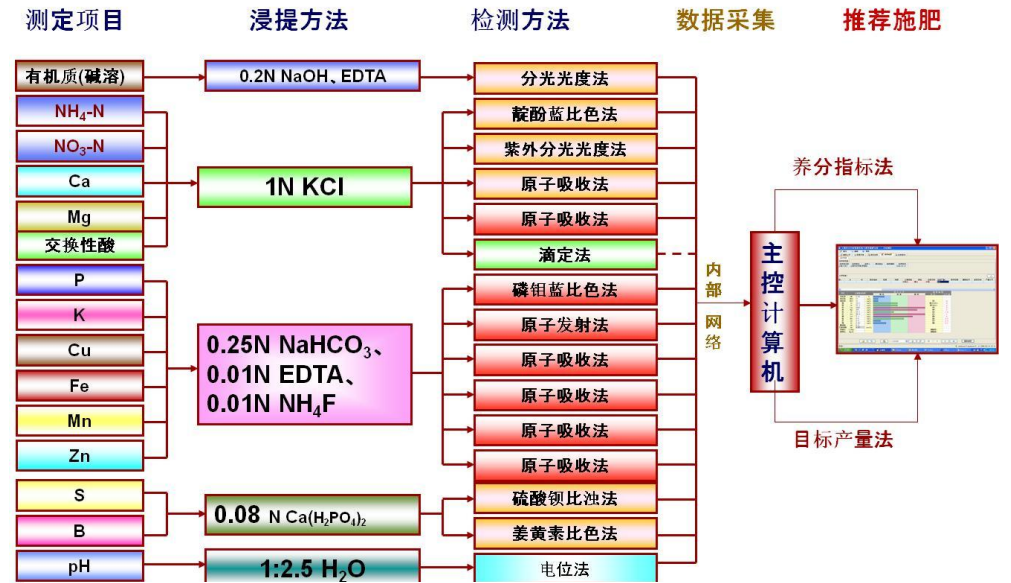 测定项目 浸提方法 检测方法 数据采集 推荐施肥
有机质(碱溶) 0.2N NaOH、EDTA 分光光度法
NH₄-N 靛酚蓝比色法
NO₃-N 紫外分光光度法
Ca 1N KCl 原子吸收法
Mg 原子吸收法
交换性酸 滴定法
P 磷钼蓝比色法
K 原子发射法
Cu 0.25N NaHCO₃、 原子吸收法
Fe 0.01N EDTA、 原子吸收法
Mn 0.01N NH₄F 原子吸收法
Zn 原子吸收法
S 0.08 N Ca(H₂PO₄)₂ 硫酸钡比浊法
B 姜黄素比色法
pH 1:2.5 H₂O 电位法
内部网络
主控计算机
养分指标法
目标产量法